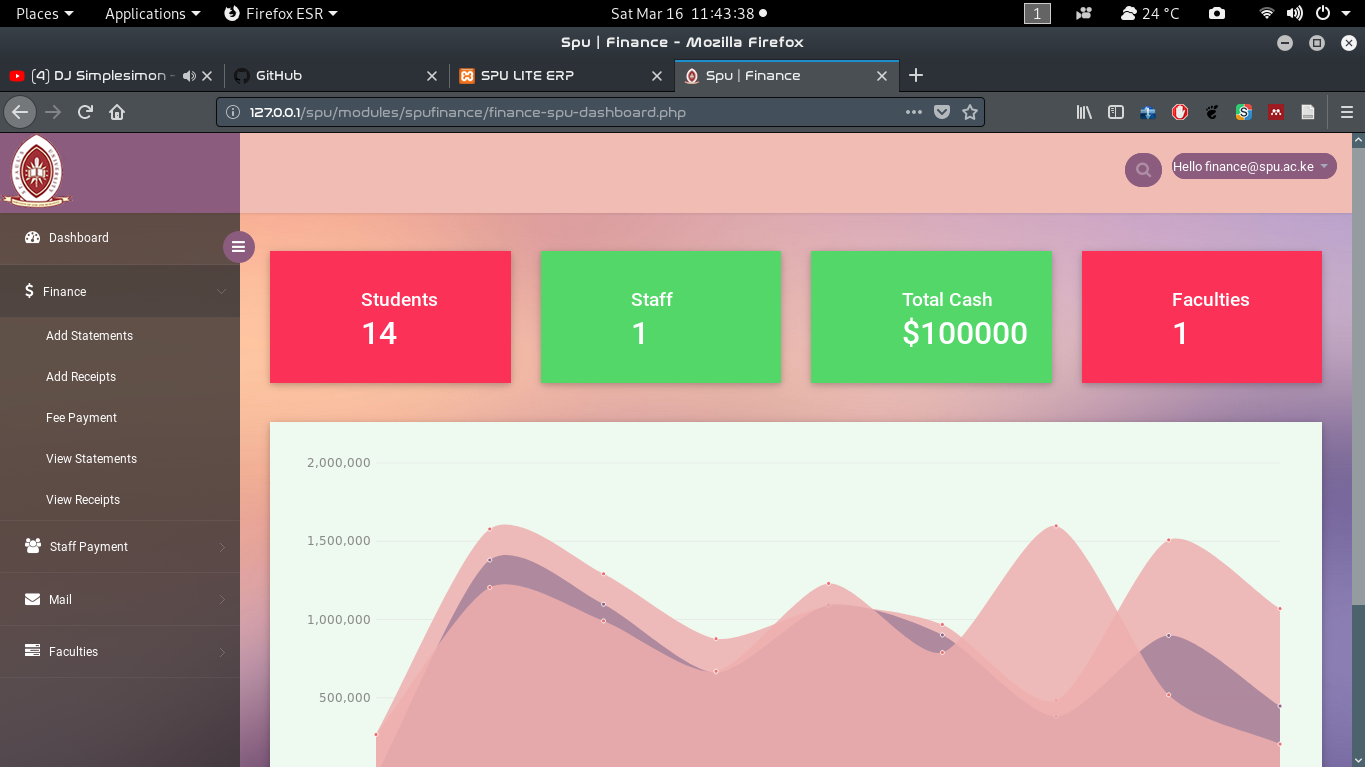 Places Applications Firefox ESR Sat Mar 16 11:43:38 1 24 °C
Spu | Finance - Mozilla Firefox
(4) DJ Simplesimon - GitHub SPU LITE ERP Spu | Finance
127.0.0.1/spu/modules/spufinance/finance-spu-dashboard.php
Hello finance@spu.ac.ke
Dashboard
Finance
Add Statements
Add Receipts
Fee Payment
View Statements
View Receipts
Staff Payment
Mail
Faculties
Students
14
Staff
1
Total Cash
$100000
Faculties
1
2,000,000
1,500,000
1,000,000
500,000